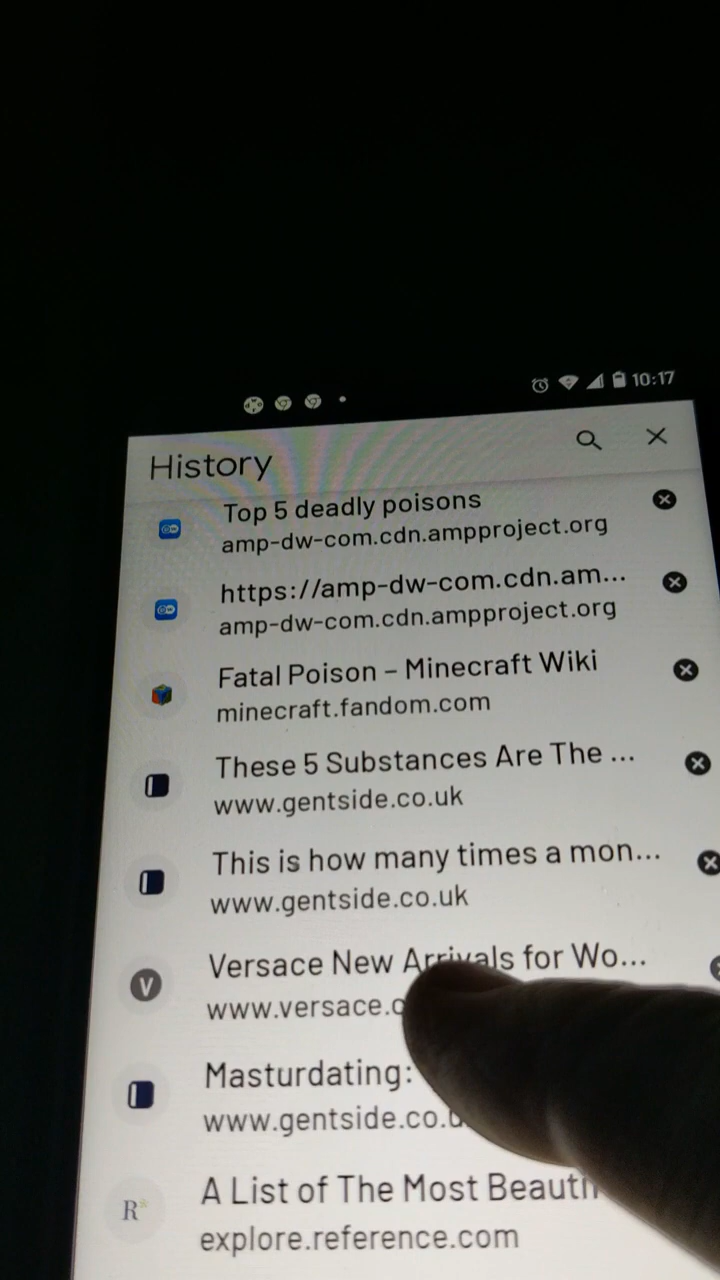 10:17
History
Top 5 deadly poisons
amp-dw-com.cdn.ampproject.org
https://amp-dw-com.cdn.am...
amp-dw-com.cdn.ampproject.org
Fatal Poison – Minecraft Wiki
minecraft.fandom.com
These 5 Substances Are The ...
www.gentside.co.uk
This is how many times a mon...
www.gentside.co.uk
V
Versace New Arrivals for Wo...
www.versace.
Masturdating:
www.gentside.co.
R*
A List of The Most
explore.reference.com